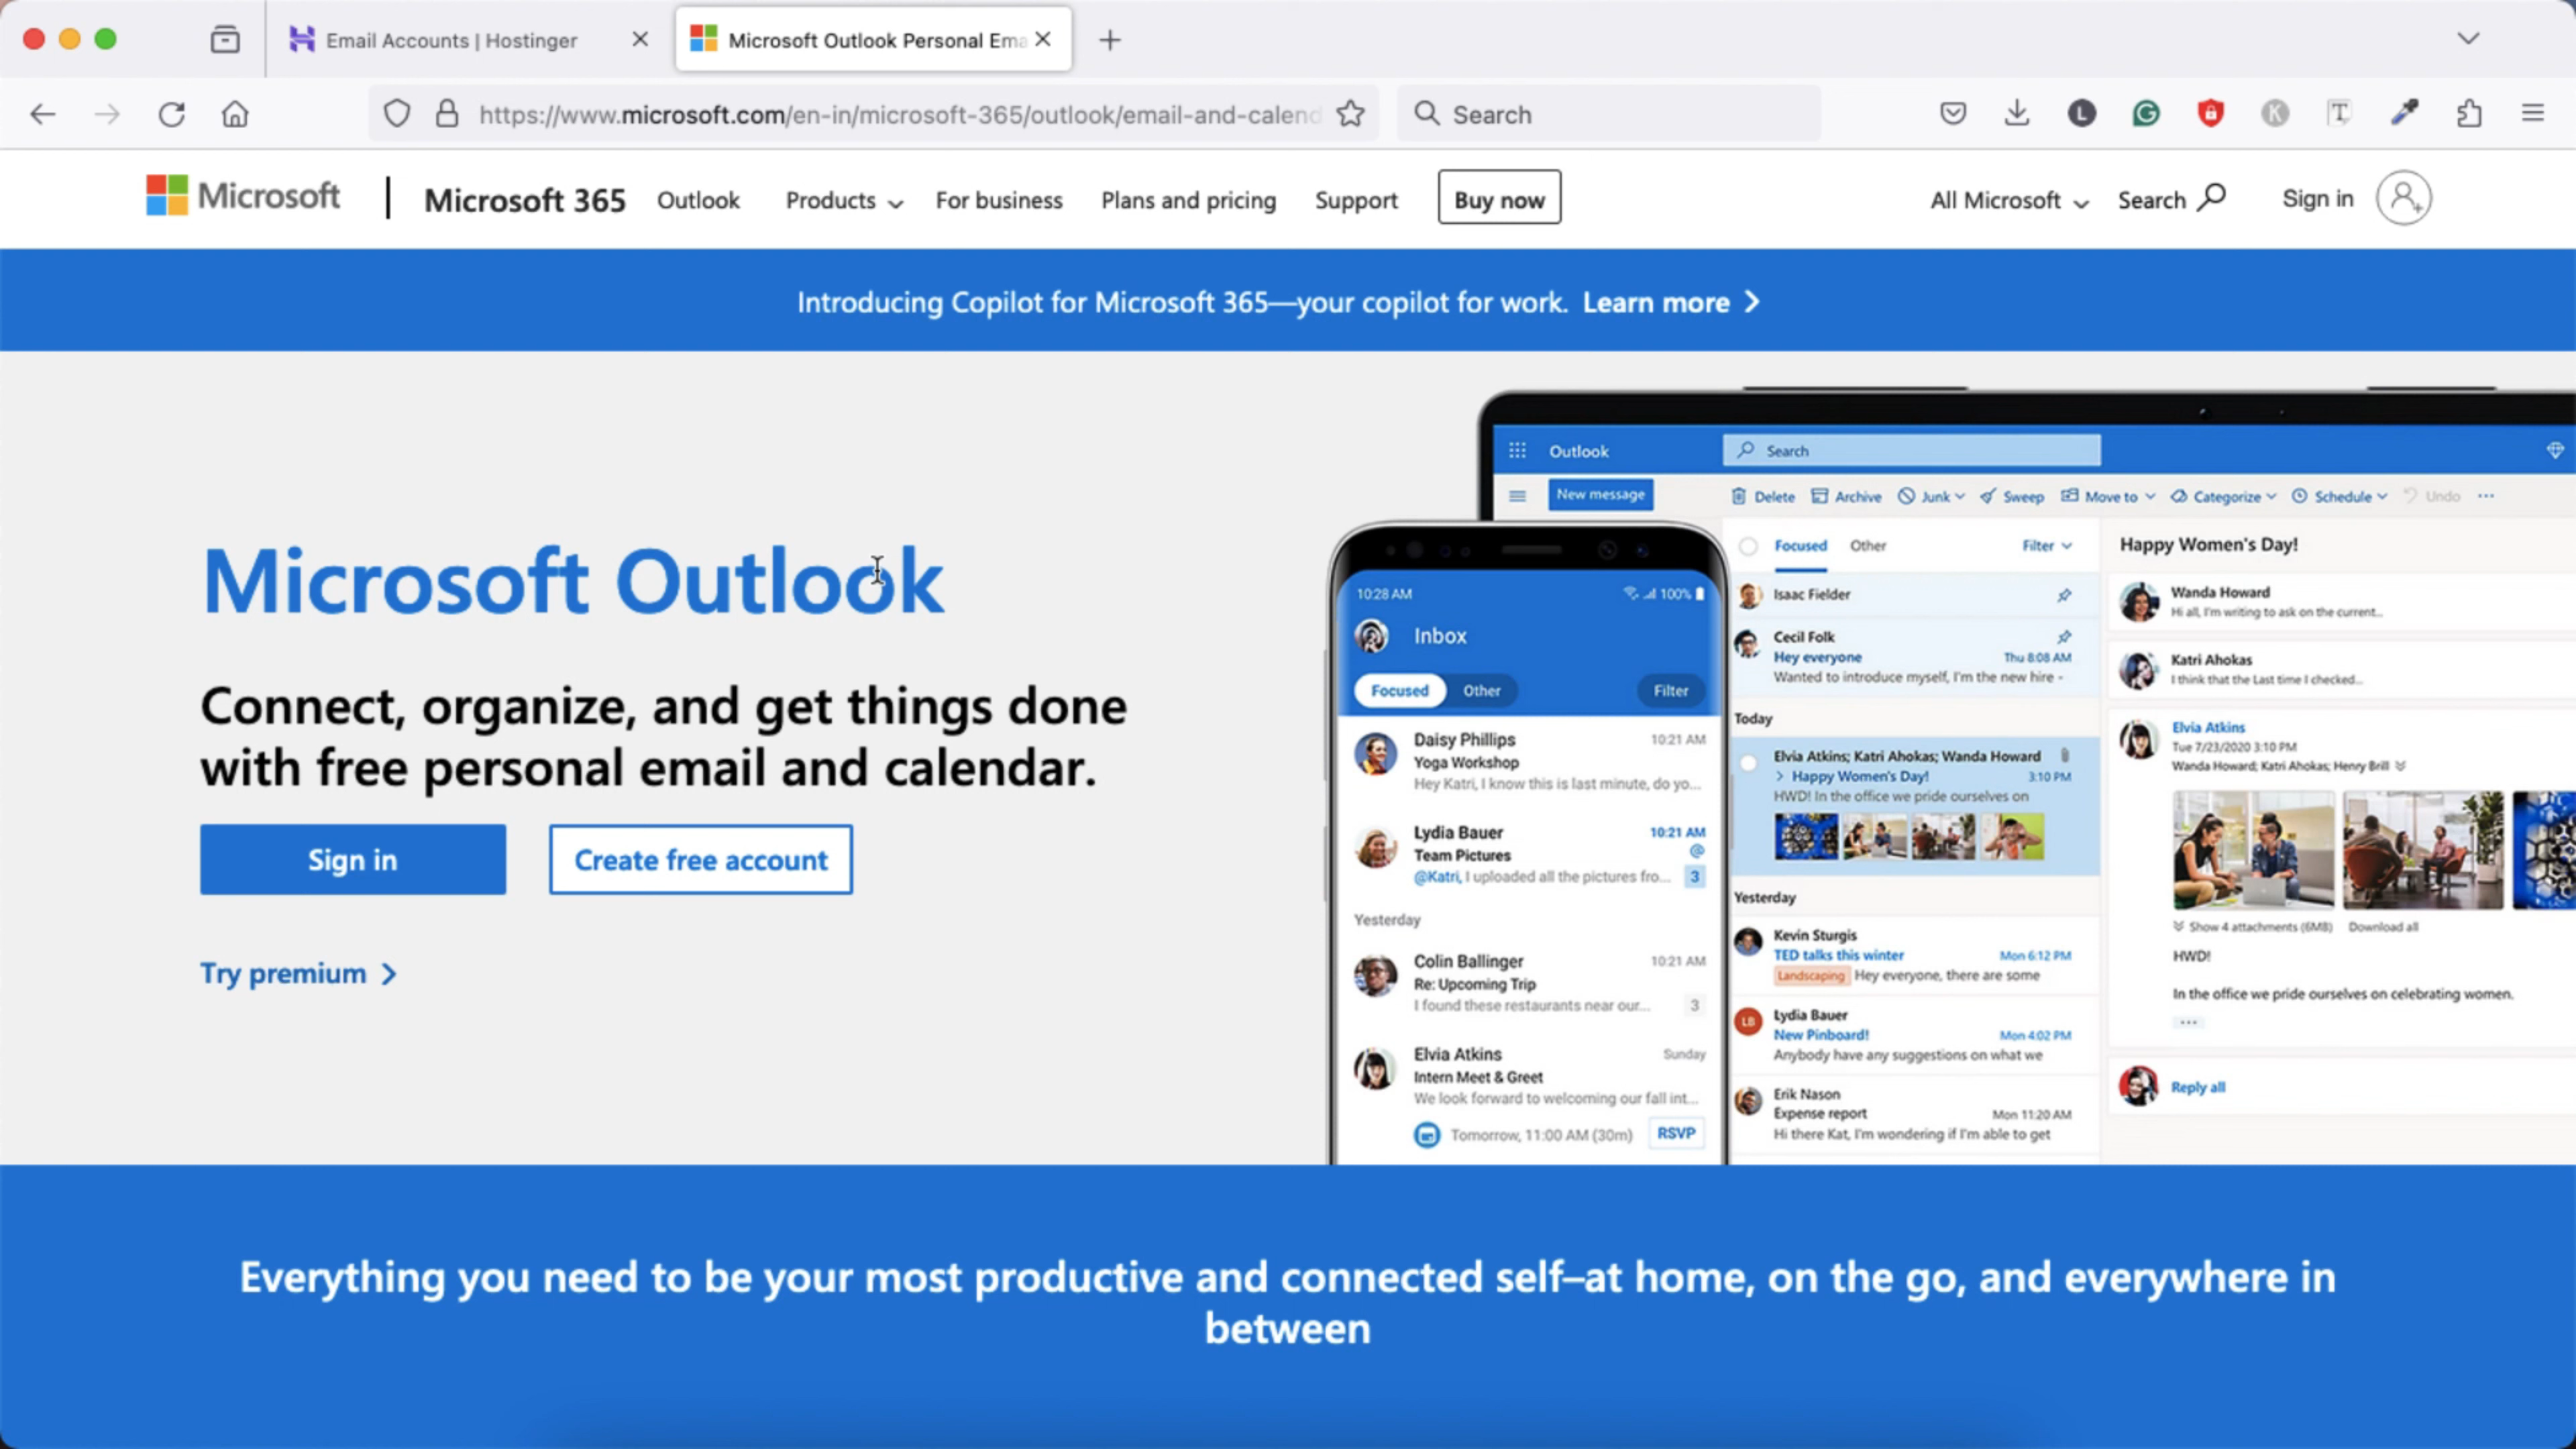 Email Accounts | Hostinger
Microsoft Outlook Personal Ema
https://www.microsoft.com/en-in/microsoft-365/outlook/email-and-calend
Search
Microsoft
Microsoft 365
Outlook
Products
For business
Plans and pricing
Support
Buy now
All Microsoft
Search
Sign in
Introducing Copilot for Microsoft 365—your copilot for work. Learn more
Microsoft Outlook
Connect, organize, and get things done
with free personal email and calendar.
Sign in
Create free account
Try premium
10:28 AM
100%
Inbox
Focused
Other
Filter
Daisy Phillips
10:21 AM
Yoga Workshop
Hey Katri, I know this is last minute, do yo...
Lydia Bauer
10:21 AM
Team Pictures
@
@Katri, I uploaded all the pictures fro...
3
Yesterday
Colin Ballinger
10:21 AM
Re: Upcoming Trip
I found these restaurants near our...
3
Elvia Atkins
Sunday
Intern Meet & Greet
We look forward to welcoming our fall int...
Tomorrow, 11:00 AM (30m)
RSVP
Outlook
Search
New message
Delete
Archive
Junk
Sweep
Move to
Categorize
Schedule
Undo
Focused
Other
Filter
Isaac Fielder
Cecil Folk
Hey everyone
Thu 8:08 AM
Wanted to introduce myself, I'm the new hire -
Today
Elvia Atkins; Katri Ahokas; Wanda Howard
> Happy Women's Day!
3:10 PM
HWD! In the office we pride ourselves on
Yesterday
Kevin Sturgis
TED talks this winter
Mon 6:12 PM
Landscaping Hey everyone, there are some
LB
Lydia Bauer
New Pinboard!
Mon 4:02 PM
Anybody have any suggestions on what we
Erik Nason
Expense report
Mon 11:20 AM
Hi there Kat, I'm wondering if I'm able to get
Happy Women's Day!
Wanda Howard
Hi all, I'm writing to ask on the current...
Katri Ahokas
I think that the Last time I checked...
Elvia Atkins
Tue 7/23/2020 3:10 PM
Wanda Howard; Katri Ahokas; Henry Brill
Show 4 attachments (6MB)
Download all
HWD!
In the office we pride ourselves on celebrating women.
Reply all
Everything you need to be your most productive and connected self–at home, on the go, and everywhere in
between